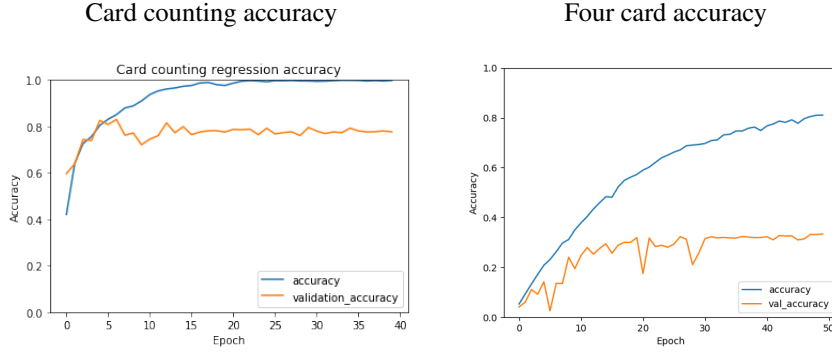 Card counting accuracy
Four card accuracy
Card counting regression accuracy
1.0
0.8
0.6
0.4
0.2
0.0
Accuracy
0 5 10 15 20 25 30 35 40
Epoch
accuracy
validation_accuracy
1.0
0.8
0.6
0.4
0.2
0.0
Accuracy
0 10 20 30 40 50
Epoch
accuracy
val_accuracy